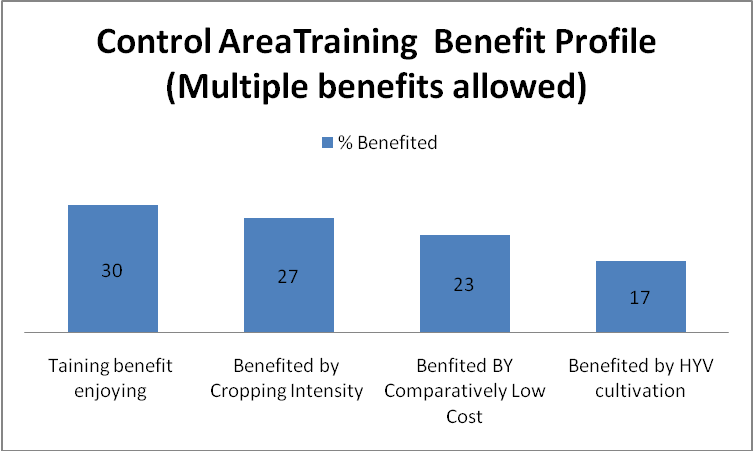 Control AreaTraining Benefit Profile
(Multiple benefits allowed)
% Benefited
30
27
23
17
Taining benefit
enjoying
Benefited by
Cropping Intensity
Benfited BY
Comparatively Low
Cost
Benefited by HYV
cultivation